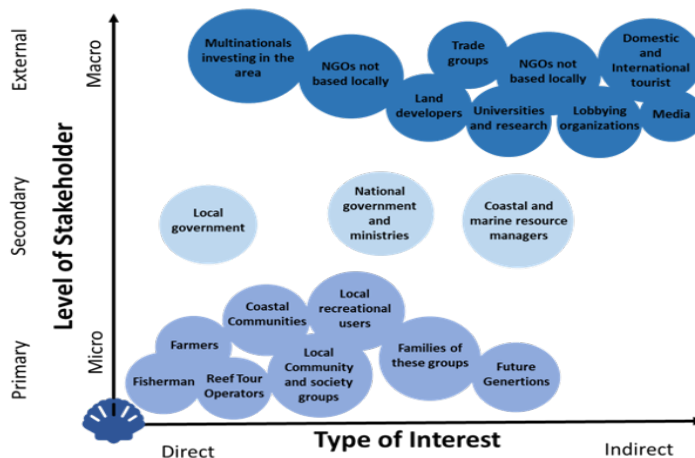 External
Macro
Multinationals
investing in the
area
NGOs not
based locally
Trade
groups
NGOs not
based locally
Domestic
and
International
tourist
Land
developers
Universities
and research
Lobbying
organizations
Media
Level of Stakeholder
Secondary
Local
government
National
government
and
ministries
Coastal and
marine resource
managers
Primary
Micro
Coastal
Communities
Local
recreational
users
Farmers
Fisherman
Reef Tour
Operators
Local
Community
and society
groups
Families of
these groups
Future
Genertions
Direct
Type of Interest
Indirect